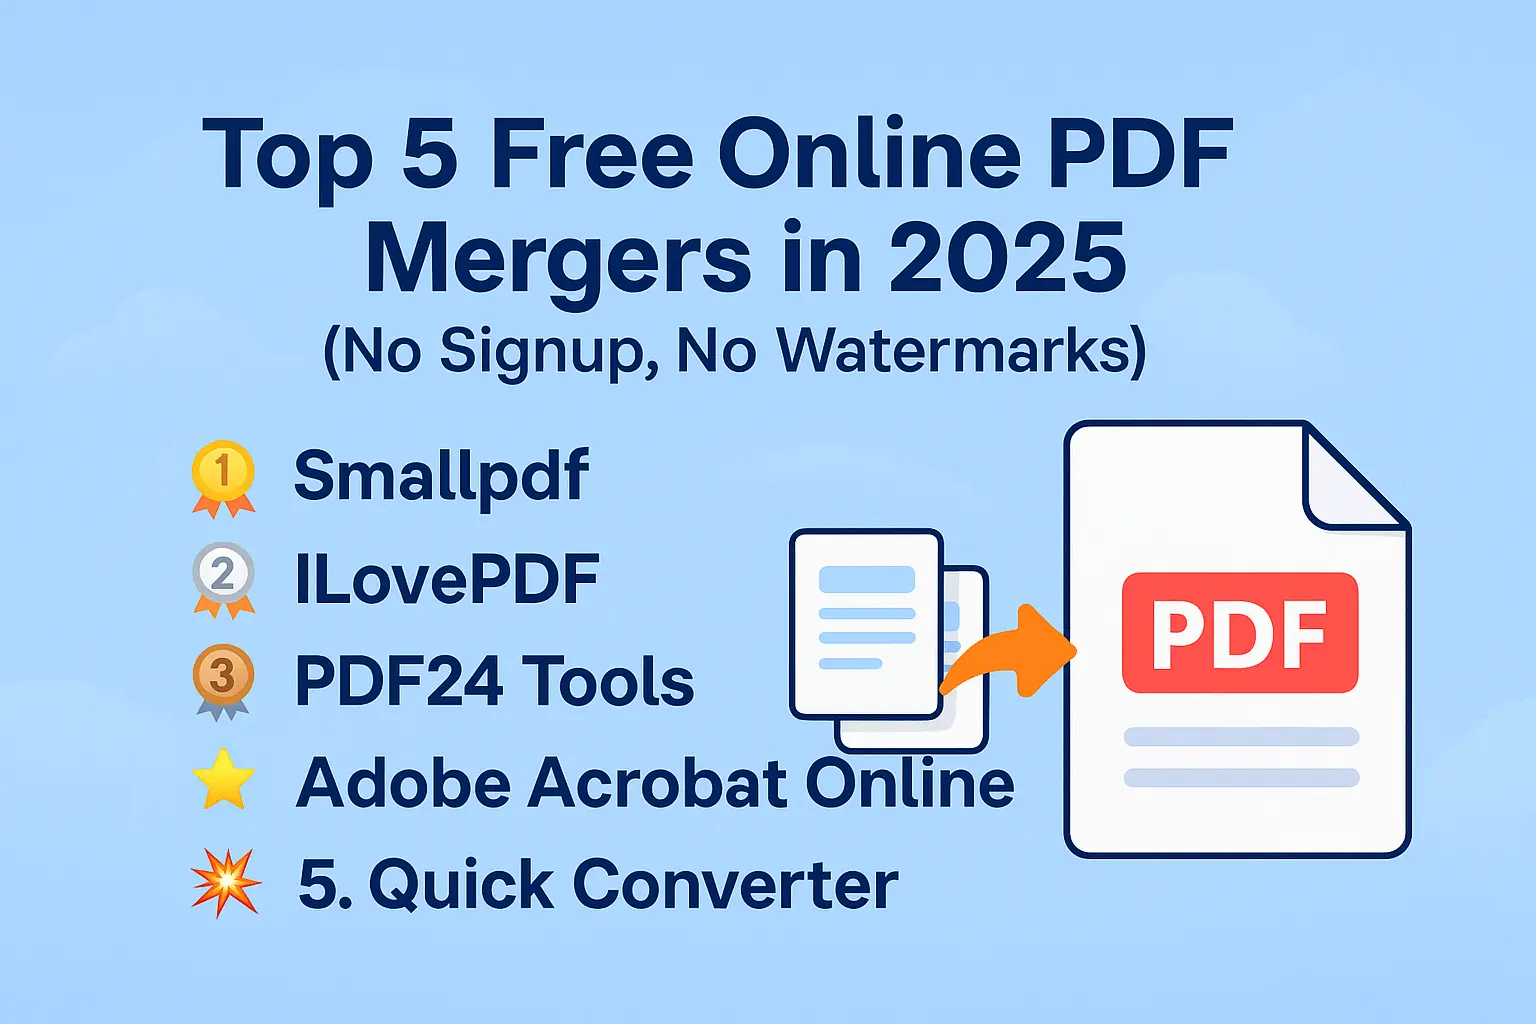 Top 5 Free Online PDF
Mergers in 2025
(No Signup, No Watermarks)
1 Smallpdf
2 ILovePDF
3 PDF24 Tools
Adobe Acrobat Online
5. Quick Converter
PDF